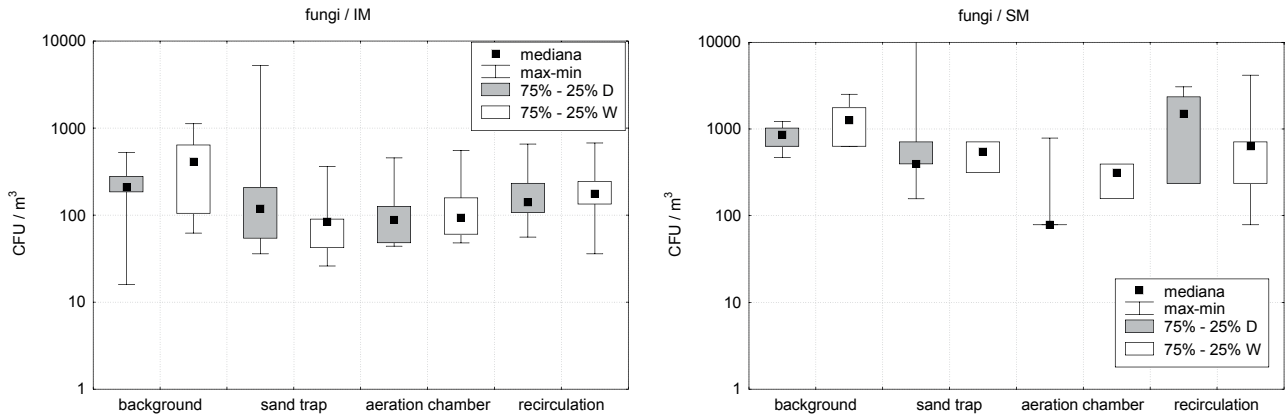 fungi / IM
10000
1000
100
10
1
CFU / m³
mediana
max-min
75% - 25% D
75% - 25% W
background
sand trap
aeration chamber
recirculation
fungi / SM
10000
1000
100
10
1
CFU / m³
mediana
max-min
75% - 25% D
75% - 25% W
background
sand trap
aeration chamber
recirculation